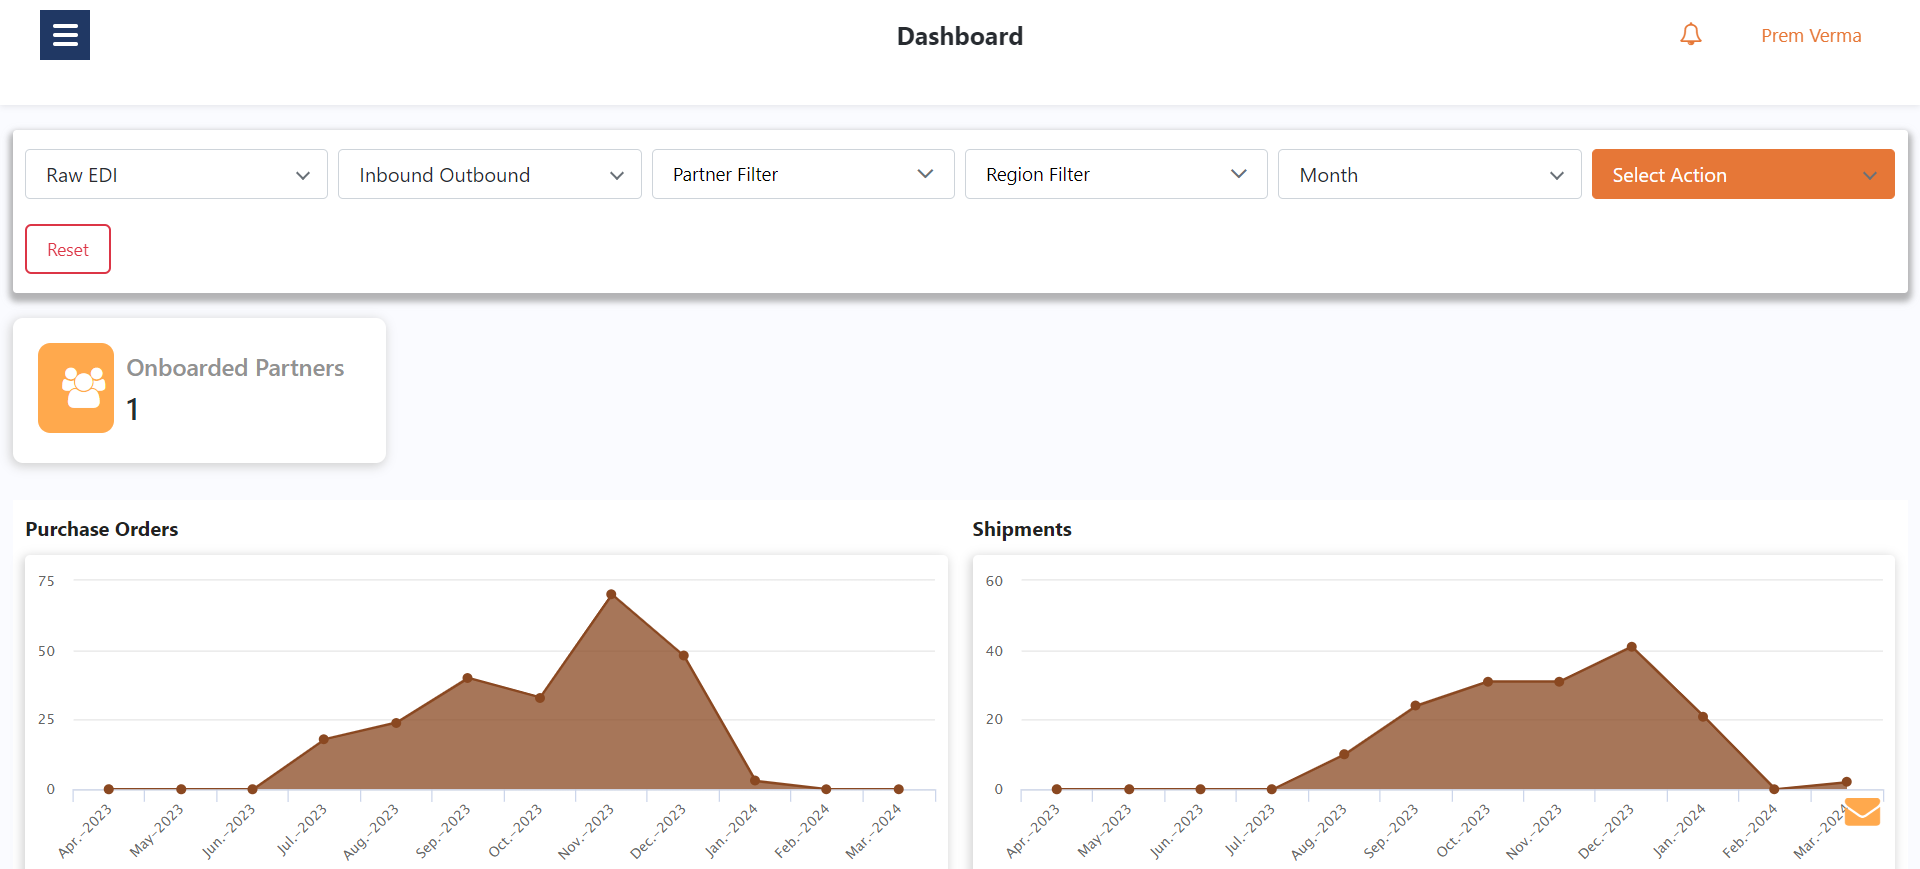 Dashboard
Prem Verma
Raw EDI
Inbound Outbound
Partner Filter
Region Filter
Month
Select Action
Reset
Onboarded Partners
1
Purchase Orders
75
50
25
0
Apr.-2023
May-2023
Jun.-2023
Jul.-2023
Aug.-2023
Sep.-2023
Oct.-2023
Nov.-2023
Dec.-2023
Jan.-2024
Feb.-2024
Mar.-2024
Shipments
60
40
20
0
Apr.-2023
May-2023
Jun.-2023
Jul.-2023
Aug.-2023
Sep.-2023
Oct.-2023
Nov.-2023
Dec.-2023
Jan.-2024
Feb.-2024
Mar.-2024